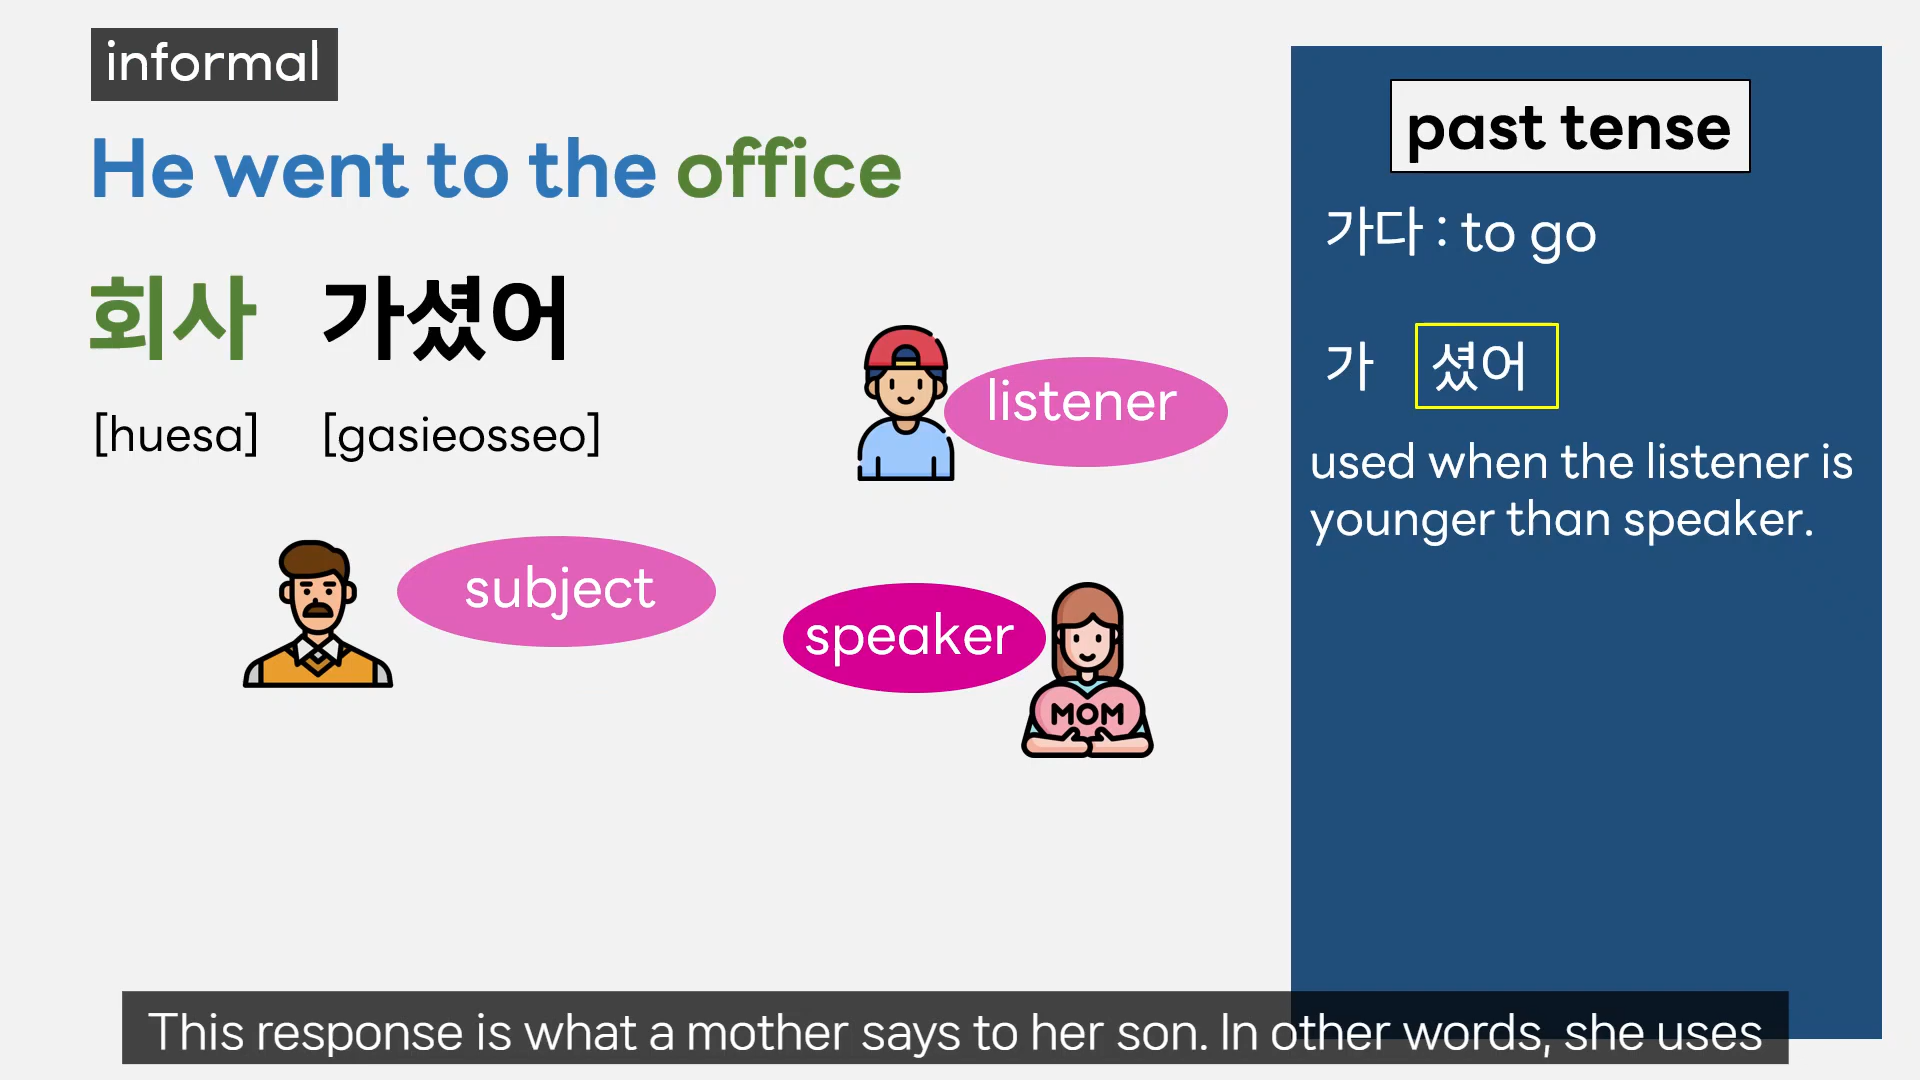 informal
He went to the office
회사 가셨어
[huesa] [gasieosseo]
listener
subject
speaker
MOM
past tense
가다 : to go
가 셨어
used when the listener is
younger than speaker.
This response is what a mother says to her son. In other words, she uses